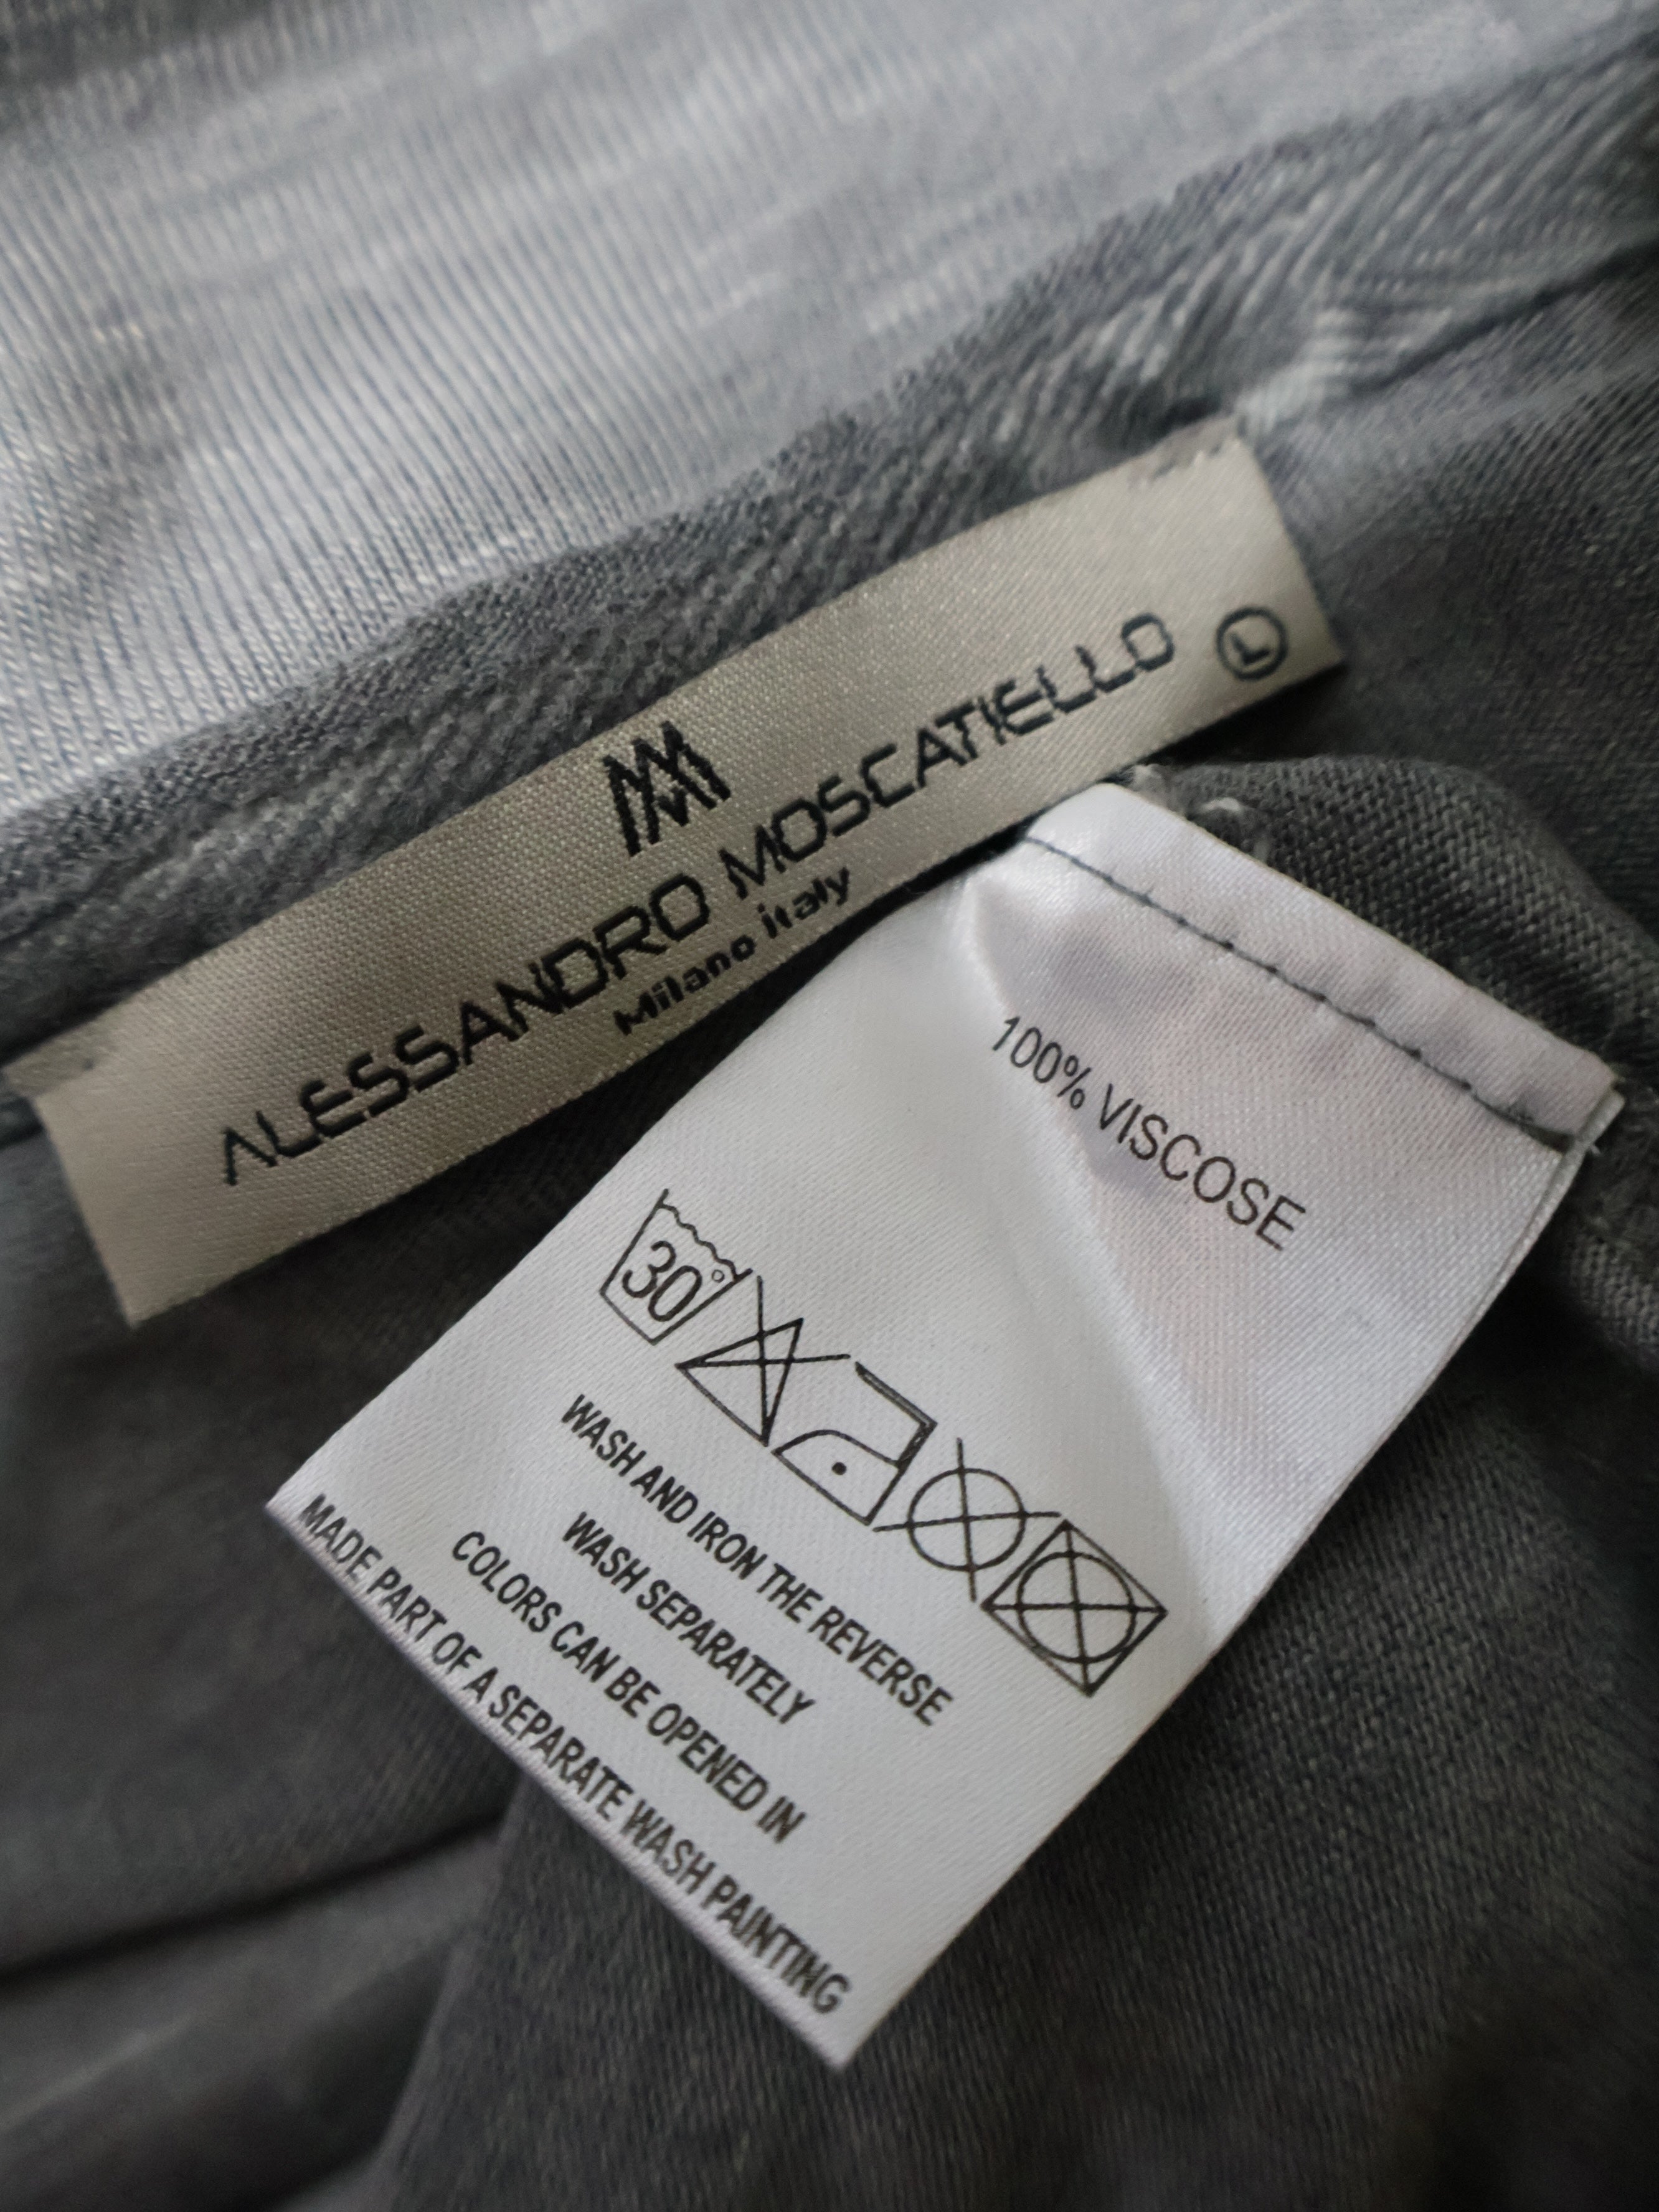 ALESSANDRO MOSCATIELLO L
Milano italy
100% VISCOSE
30°
WASH AND IRON THE REVERSE
WASH SEPARATELY
COLORS CAN BE OPENED IN
MADE PART OF A SEPARATE WASH PAINTING